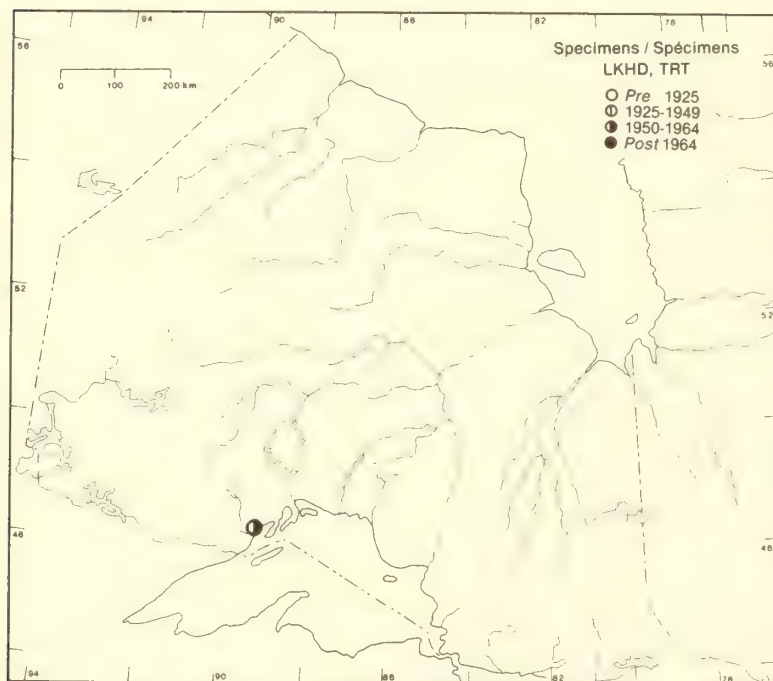 94 90 86 82 78
56 56
Specimens / Spécimens
LKHD, TRT
0 100 200 km
Pre 1925
1925-1949
1950-1964
Post 1964
52 52
48 48
94 90 86 82 78